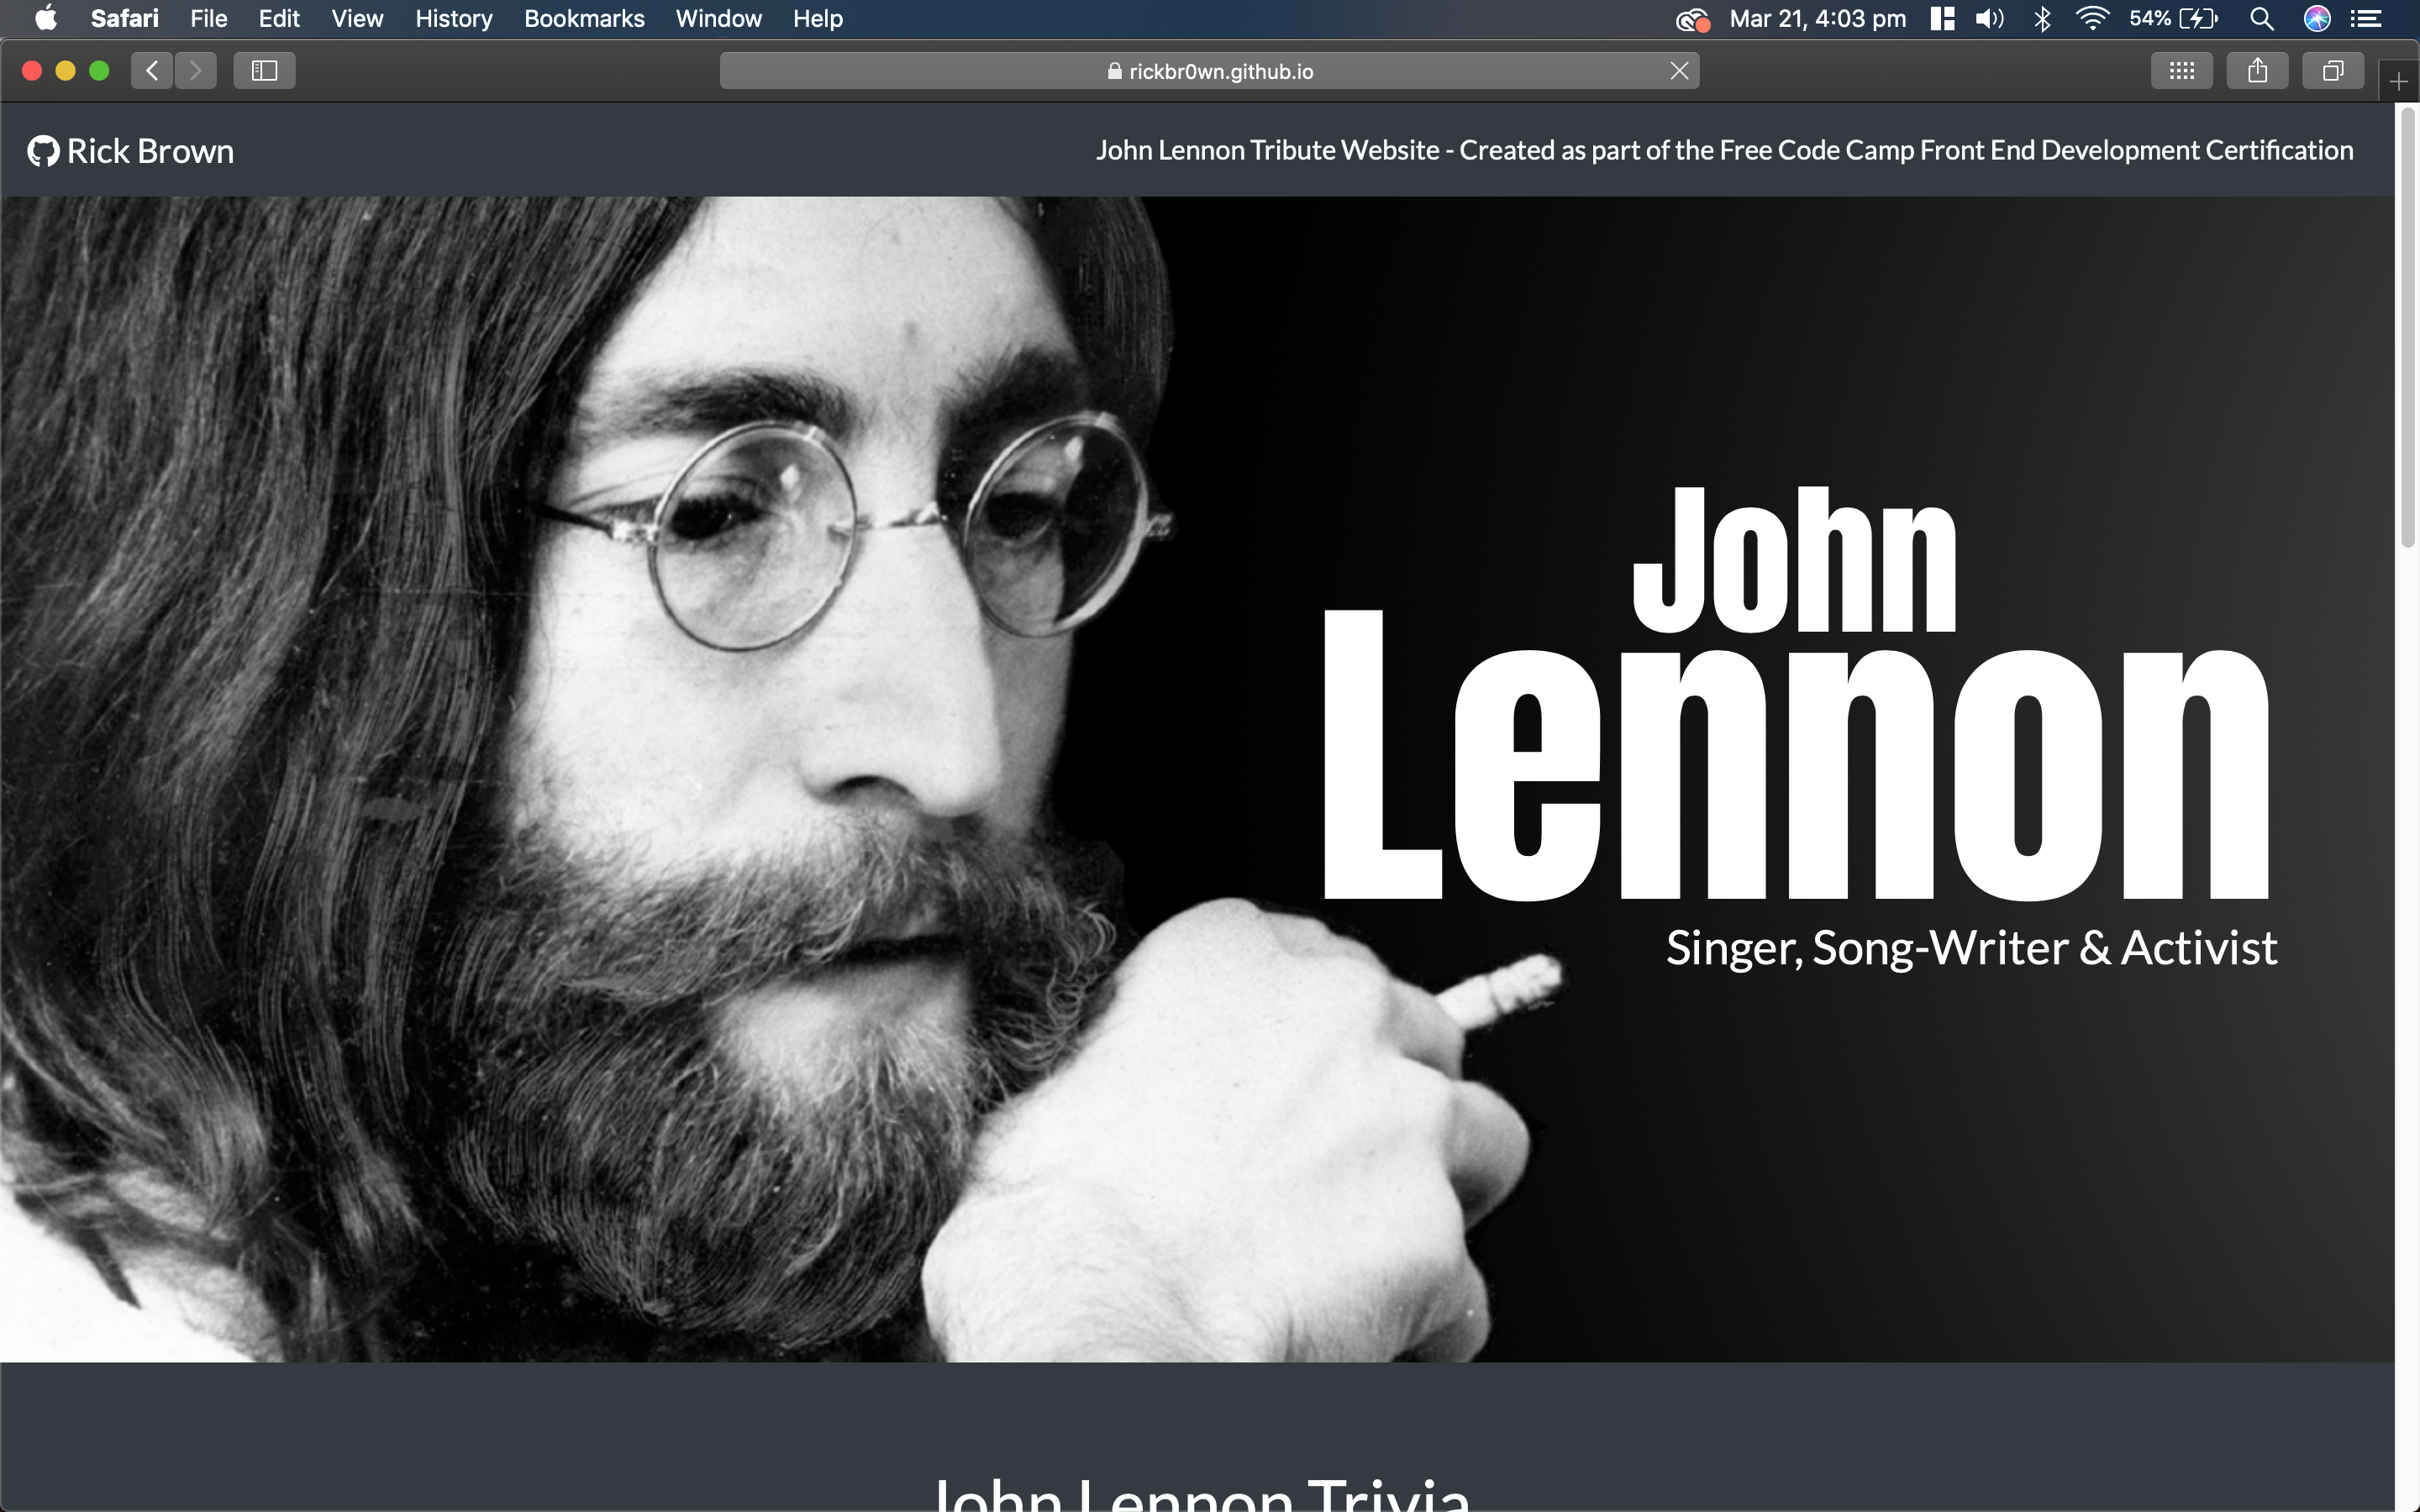 Safari File Edit View History Bookmarks Window Help Mar 21, 4:03 pm 54%
rickbr0wn.github.io
Rick Brown John Lennon Tribute Website - Created as part of the Free Code Camp Front End Development Certification
John
Lennon
Singer, Song-Writer & Activist
John Lennon Trivia